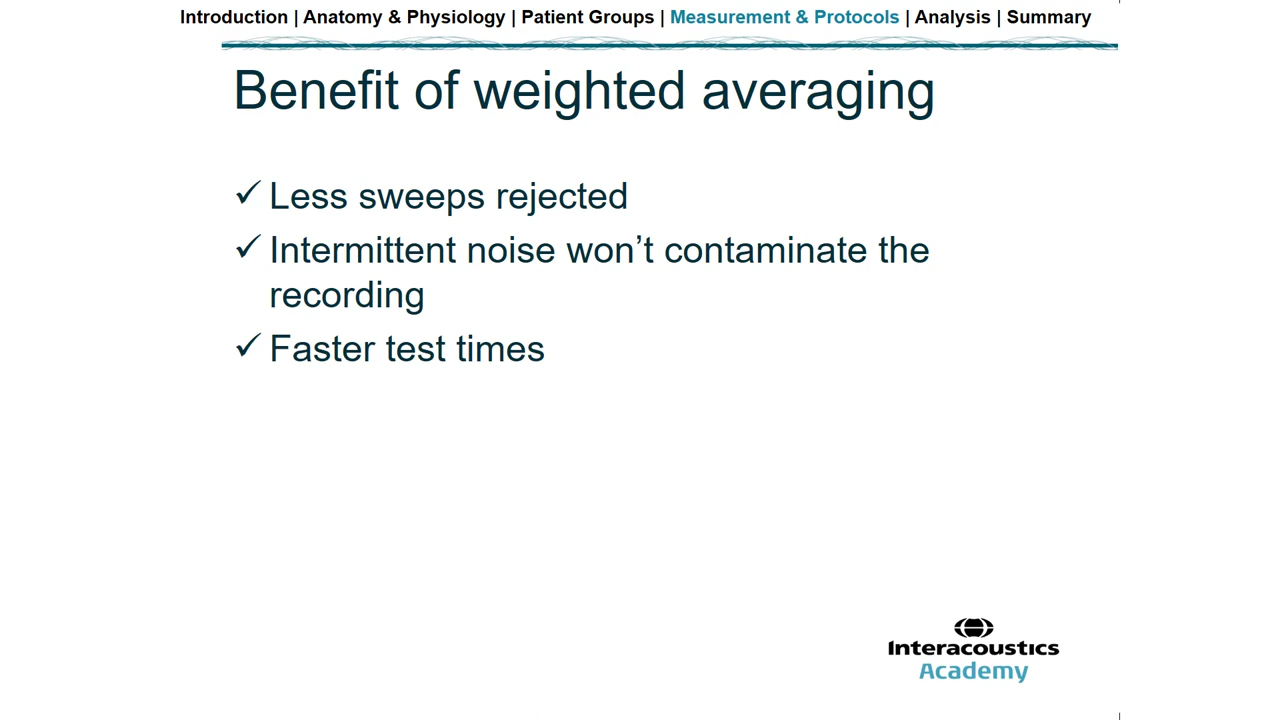 Introduction | Anatomy & Physiology | Patient Groups | Measurement & Protocols | Analysis | Summary
Benefit of weighted averaging
✓ Less sweeps rejected
✓ Intermittent noise won’t contaminate the
recording
✓ Faster test times
Interacoustics
Academy